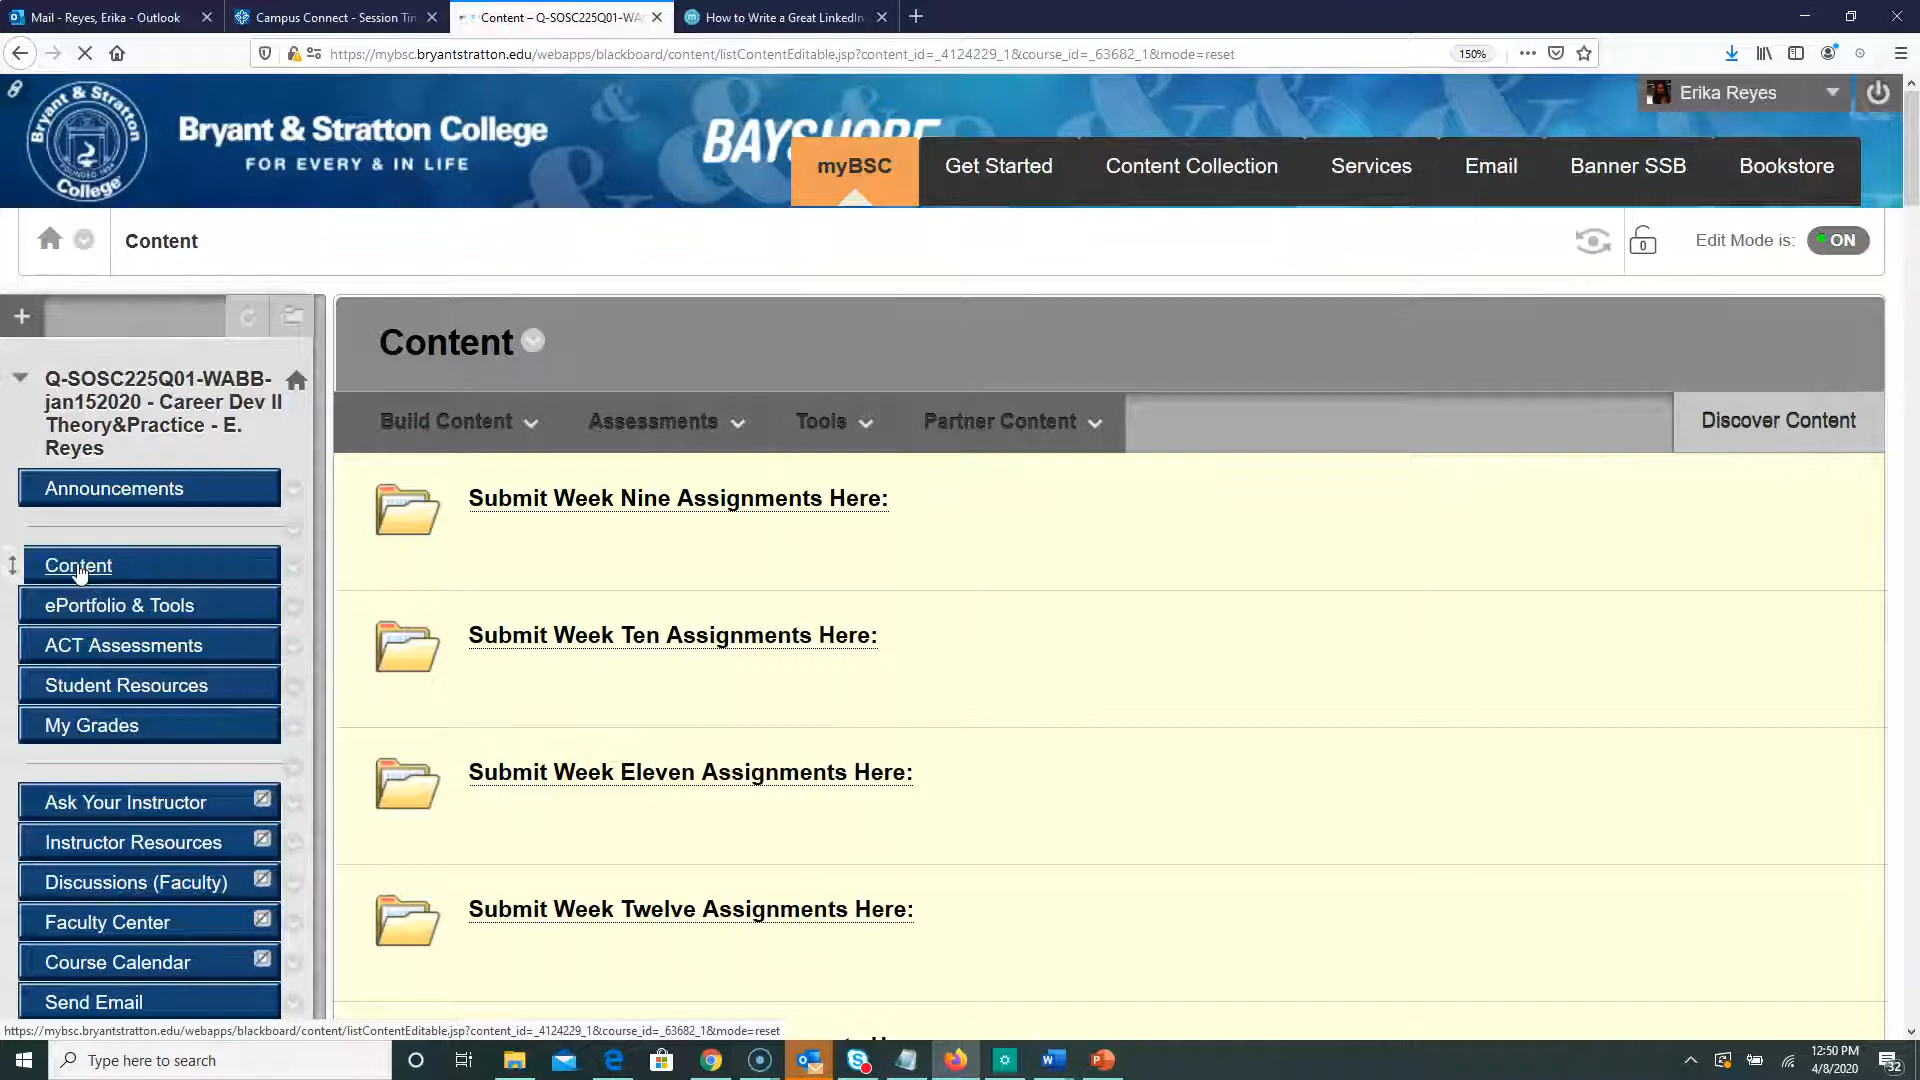 Mail - Reyes, Erika - Outlook
Campus Connect - Session Tim
Content – Q-SOSC225Q01-WA
How to Write a Great LinkedIn
https://mybsc.bryantstratton.edu/webapps/blackboard/content/listContentEditable.jsp?content_id=_4124229_1&course_id=_63682_1&mode=reset
150%
Bryant & Stratton College
Bryant & Stratton College
FOR EVERY & IN LIFE
BAYSHORE
Erika Reyes
myBSC
Get Started
Content Collection
Services
Email
Banner SSB
Bookstore
Content
0
Edit Mode is:
ON
Q-SOSC225Q01-WABB-
jan152020 - Career Dev II
Theory&Practice - E.
Reyes
Announcements
Content
ePortfolio & Tools
ACT Assessments
Student Resources
My Grades
Ask Your Instructor
Instructor Resources
Discussions (Faculty)
Faculty Center
Course Calendar
Send Email
Content
Build Content
Assessments
Tools
Partner Content
Discover Content
Submit Week Nine Assignments Here:
Submit Week Ten Assignments Here:
Submit Week Eleven Assignments Here:
Submit Week Twelve Assignments Here:
https://mybsc.bryantstratton.edu/webapps/blackboard/content/listContentEditable.jsp?content_id=_4124229_1&course_id=_63682_1&mode=reset
Type here to search
12:50 PM
4/8/2020
32